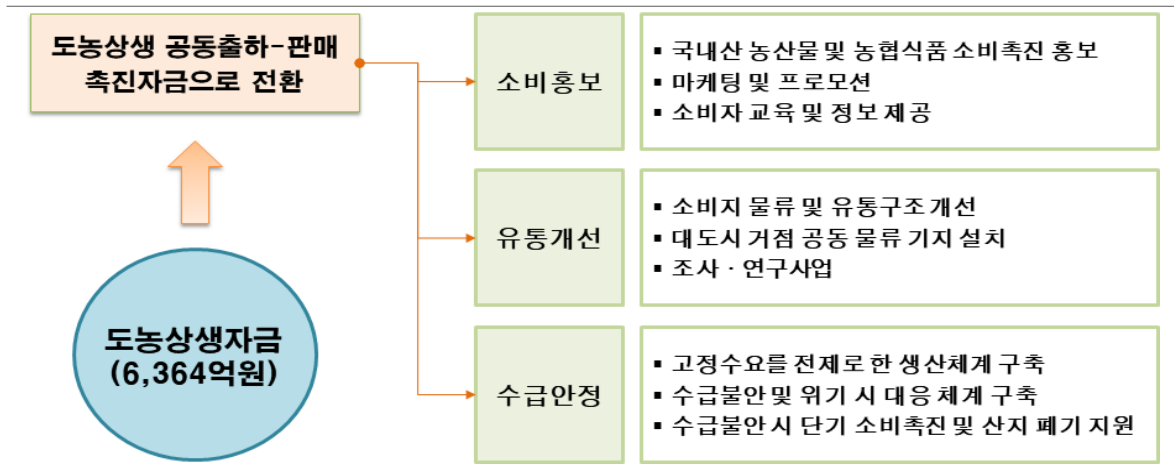 도농상생 공동출하-판매
촉진자금으로 전환
도농상생자금
(6,364억원)
소비홍보
▪ 국내산 농산물 및 농협식품 소비촉진 홍보
▪ 마케팅 및 프로모션
▪ 소비자 교육 및 정보 제공
유통개선
▪ 소비지 물류 및 유통구조 개선
▪ 대도시 거점 공동 물류 기지 설치
▪ 조사 · 연구사업
수급안정
▪ 고정수요를 전제로 한 생산체계 구축
▪ 수급불안 및 위기 시 대응 체계 구축
▪ 수급불안 시 단기 소비촉진 및 산지 폐기 지원